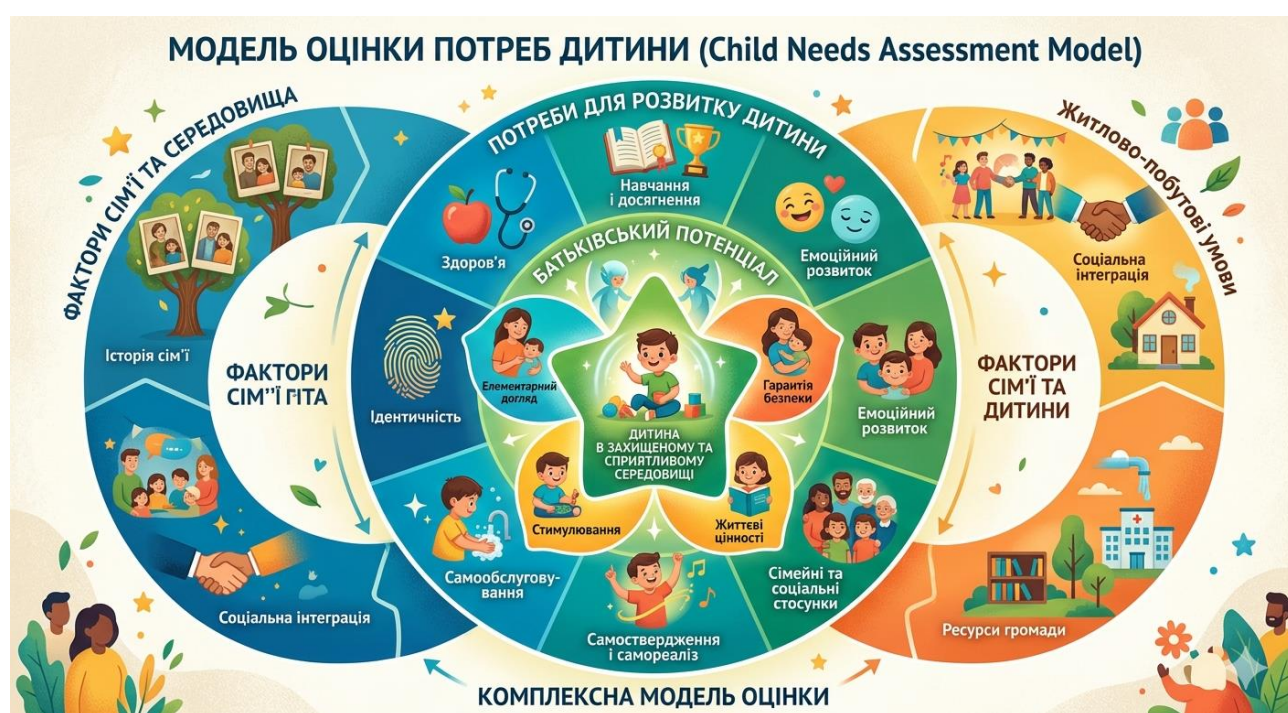 МОДЕЛЬ ОЦІНКИ ПОТРЕБ ДИТИНИ (Child Needs Assessment Model)
ФАКТОРИ СІМ'Ї ТА СЕРЕДОВИЩА
Історія сім'ї
ФАКТОРИ
СІМ"Ї ГІТА
Соціальна інтеграція
ПОТРЕБИ ДЛЯ РОЗВИТКУ ДИТИНИ
Здоров'я
Навчання
і досягнення
Емоційний
розвиток
Ідентичність
Емоційний
розвиток
Самообслугову-
вання
Самоствердження
і самореаліз
Сімейні та
соціальні
стосунки
БАТЬКІВСЬКИЙ ПОТЕНЦІАЛ
Елементарний
догляд
Гарантія
безпеки
Стимулювання
Життєві
цінності
ДИТИНА
В ЗАХИЩЕНОМУ ТА
СПРИЯТЛИВОМУ
СЕРЕДОВИЩІ
Житлово-побутові умови
Соціальна
інтеграція
ФАКТОРИ
СІМ'Ї ТА
ДИТИНИ
Ресурси громади
КОМПЛЕКСНА МОДЕЛЬ ОЦІНКИ